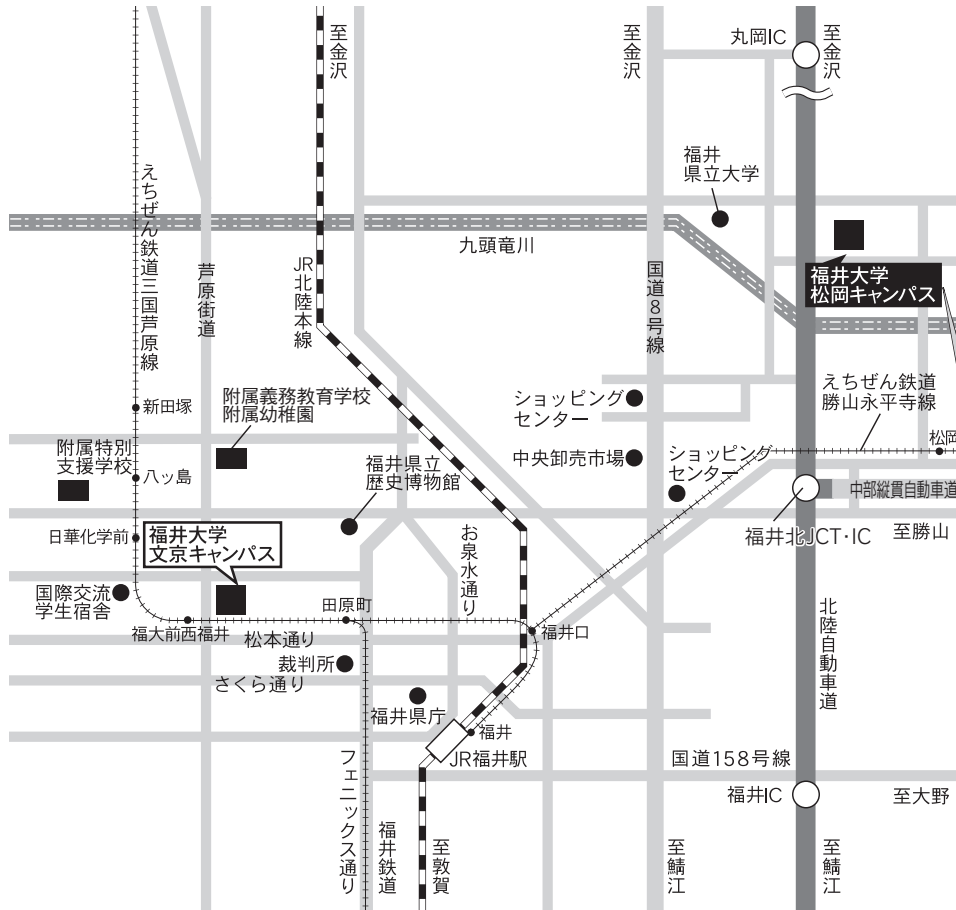 至金沢
至金沢
丸岡IC
至金沢
福井
県立大学
えちぜん鉄道三国芦原線
九頭竜川
芦原街道
JR北陸本線
国道8号線
福井大学
松岡キャンパス
えちぜん鉄道
勝山永平寺線
松岡
新田塚
附属義務教育学校
附属幼稚園
ショッピング
センター
附属特別
支援学校
八ッ島
福井県立
歴史博物館
中央卸売市場
ショッピング
センター
中部縦貫自動車道
日華化学前
福井大学
文京キャンパス
お泉水通り
福井北JCT・IC
至勝山
国際交流
学生宿舎
田原町
福大前西福井
松本通り
福井口
北陸自動車道
裁判所
さくら通り
福井県庁
福井
JR福井駅
国道158号線
フェニックス通り
福井鉄道
至敦賀
福井IC
至大野
至鯖江
至鯖江